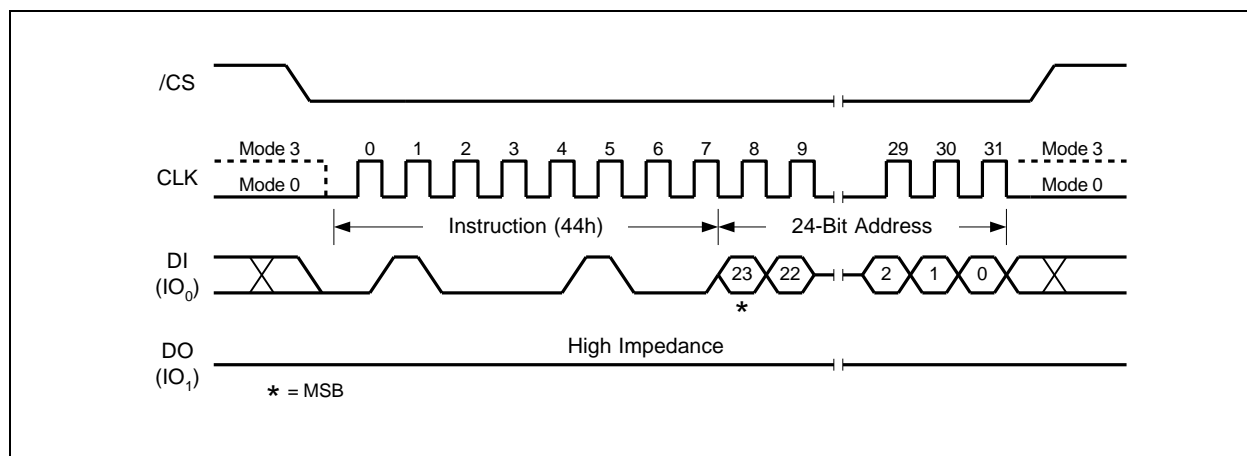 /CS
Mode 3 0 1 2 3 4 5 6 7 8 9 29 30 31 Mode 3
CLK
Mode 0 Mode 0
Instruction (44h) 24-Bit Address
DI
(IO₀)
23 22 2 1 0
*
High Impedance
DO
(IO₁)
* = MSB